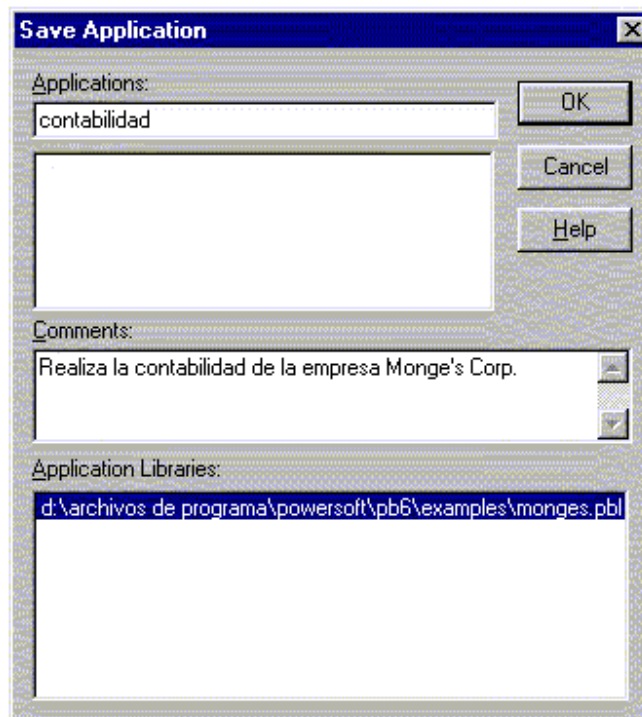 Save Application
Applications:
OK
contabilidad
Cancel
Help
Comments:
Realiza la contabilidad de la empresa Monge's Corp.
Application Libraries:
d:\archivos de programa\powersoft\pb6\examples\monges.pbl